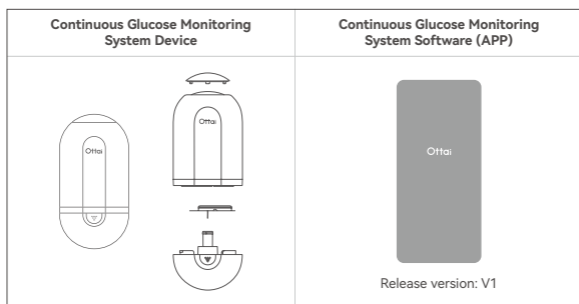 Continuous Glucose Monitoring
System Device
Continuous Glucose Monitoring
System Software (APP)
Ottai
Ottai
Ottai
Release version: V1